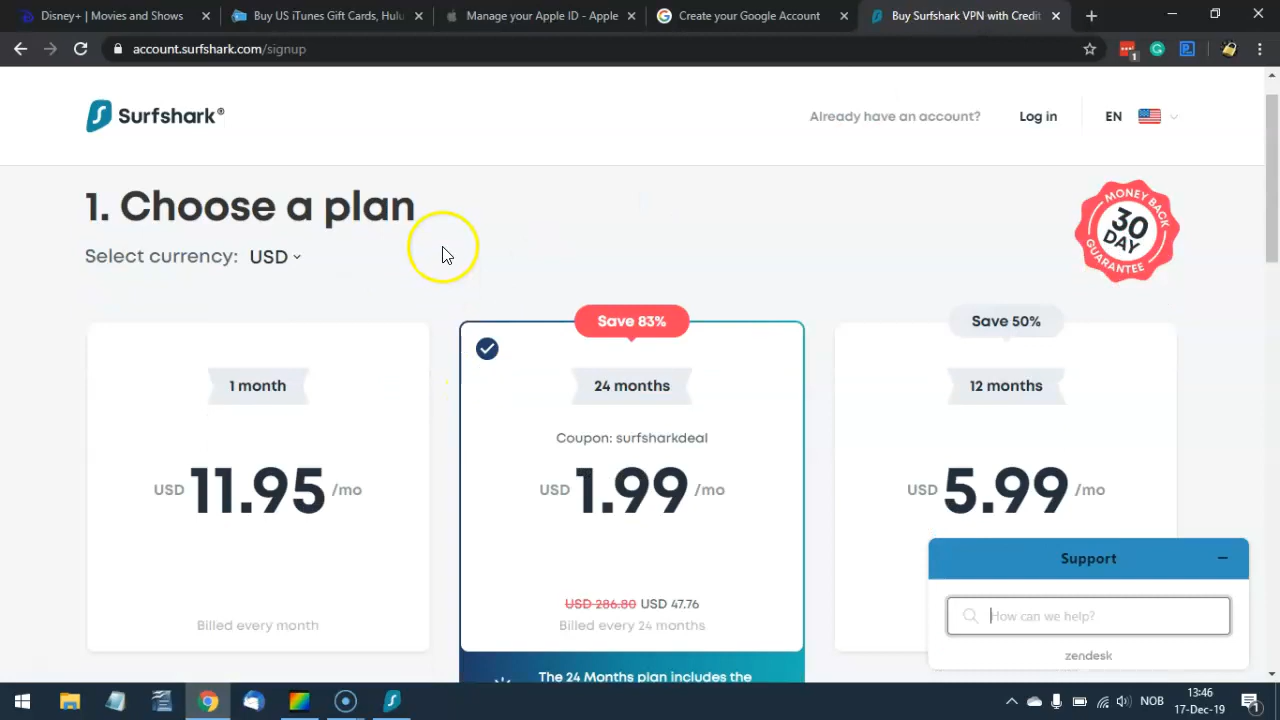 Disney+ | Movies and Shows
Buy US iTunes Gift Cards, Hulu
Manage your Apple ID - Apple
Create your Google Account
Buy Surfshark VPN with Credit
account.surfshark.com/signup
1
Surfshark®
Already have an account?
Log in
EN
1. Choose a plan
Select currency: USD
MONEY BACK
30
DAY
GUARANTEE
1 month
USD 11.95 /mo
Billed every month
Save 83%
24 months
Coupon: surfsharkdeal
USD 1.99 /mo
USD 286.80 USD 47.76
Billed every 24 months
The 24 Months plan includes the
Save 50%
12 months
USD 5.99 /mo
Support
How can we help?
zendesk
NOB
13:46
17-Dec-19
1